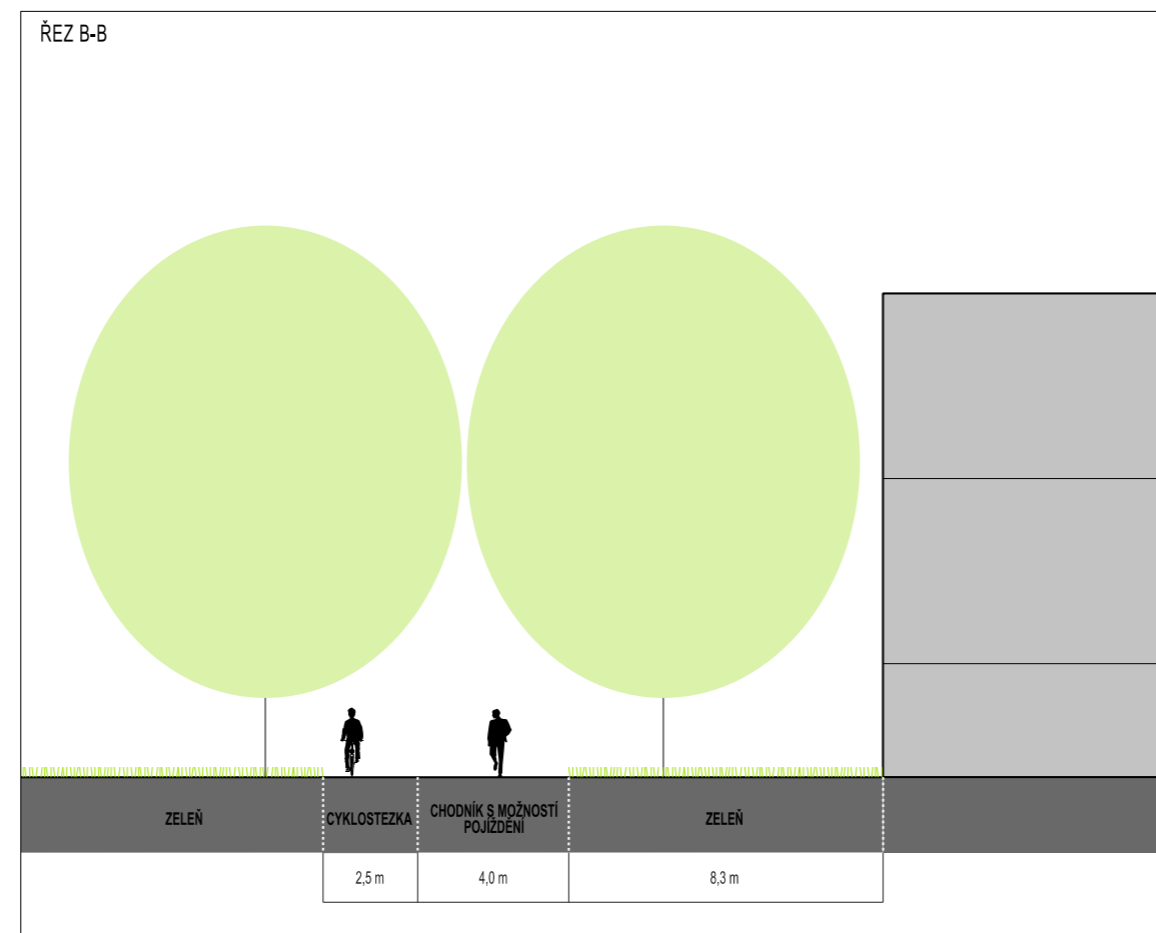 ŘEZ B-B
ZELEŇ
CYKLOSTEZKA
CHODNÍK S MOŽNOSTÍ
POJÍŽDĚNÍ
ZELEŇ
2,5 m
4,0 m
8,3 m